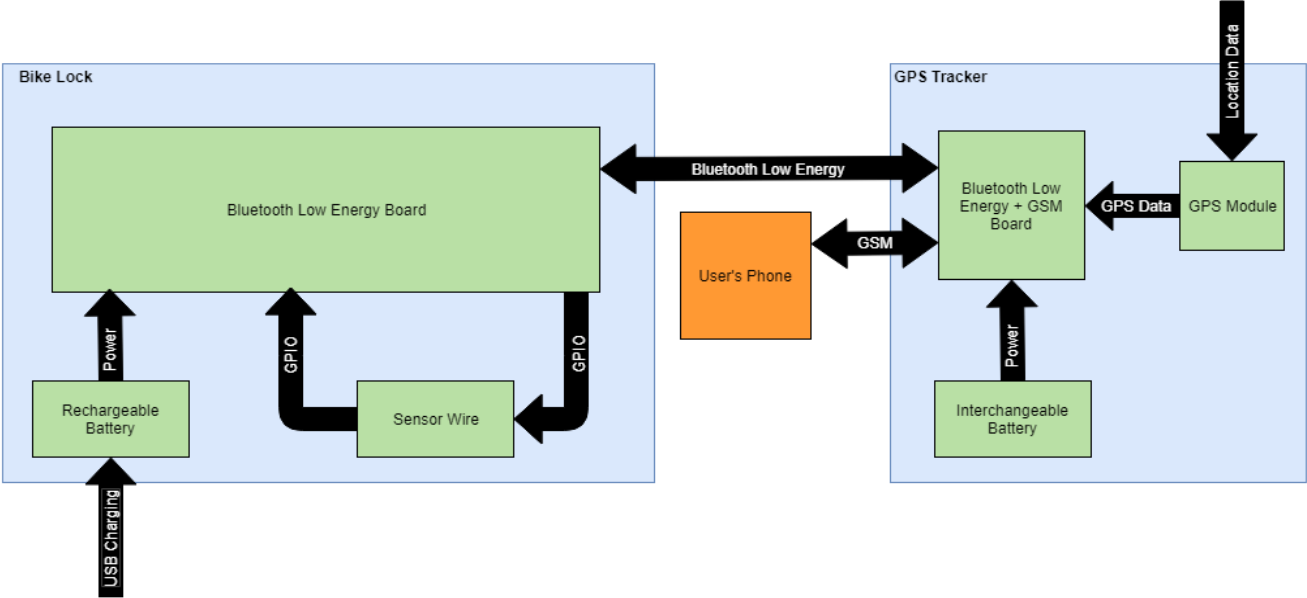 Location Data
Bike Lock
GPS Tracker
Bluetooth Low Energy Board
Bluetooth Low Energy
Bluetooth Low
Energy + GSM
Board
GPS Data
GPS Module
User's Phone
GSM
Power
GPIO
GPIO
Power
Rechargeable
Battery
Sensor Wire
Interchangeable
Battery
USB Charging